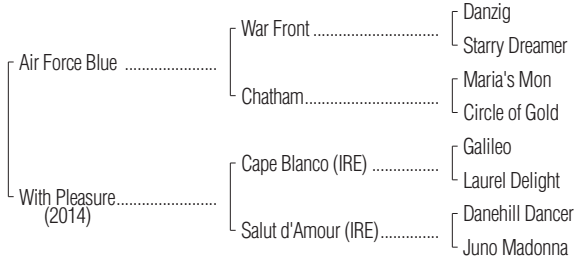 Danzig
War Front ..............................
Starry Dreamer
Air Force Blue ......................
Maria's Mon
Chatham................................
Circle of Gold
Galileo
Cape Blanco (IRE) ................
Laurel Delight
With Pleasure........................
(2014)
Danehill Dancer
Salut d'Amour (IRE)..............
Juno Madonna